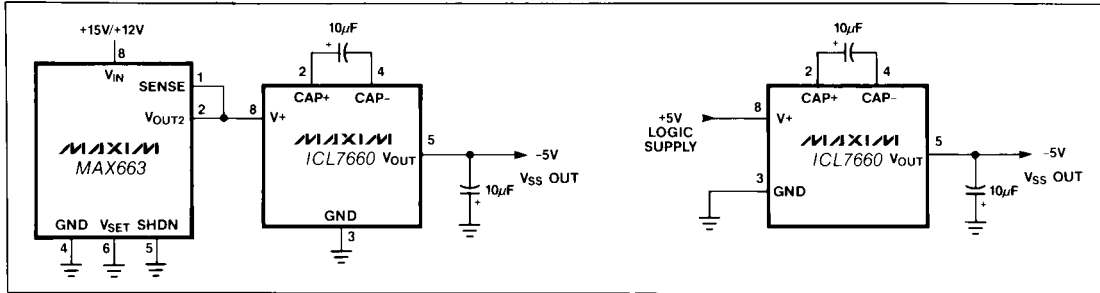 +15V/+12V
8
VIN
SENSE
1
VOUT2
2
MAXIM
MAX663
GND
VSET
SHDN
4
6
5
10µF
+
2
4
CAP+
CAP-
8
V+
MAXIM
ICL7660
VOUT
5
-5V
VSS OUT
10µF
+
GND
3
10µF
+
2
4
CAP+
CAP-
8
V+
+5V
LOGIC
SUPPLY
MAXIM
ICL7660
VOUT
5
-5V
VSS OUT
3
GND
10µF
+